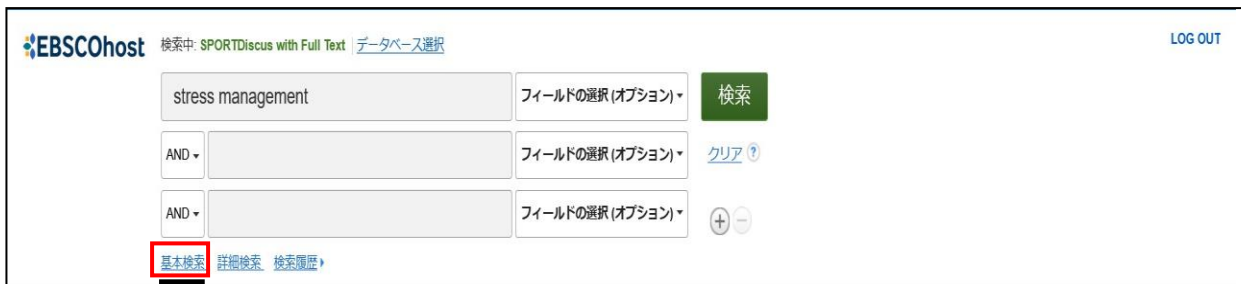 EBSCOhost 検索中: SPORTDiscus with Full Text | データベース選択 LOG OUT
stress management フィールドの選択 (オプション) 検索
AND フィールドの選択 (オプション) クリア ?
AND フィールドの選択 (オプション) + −
基本検索 詳細検索 検索履歴